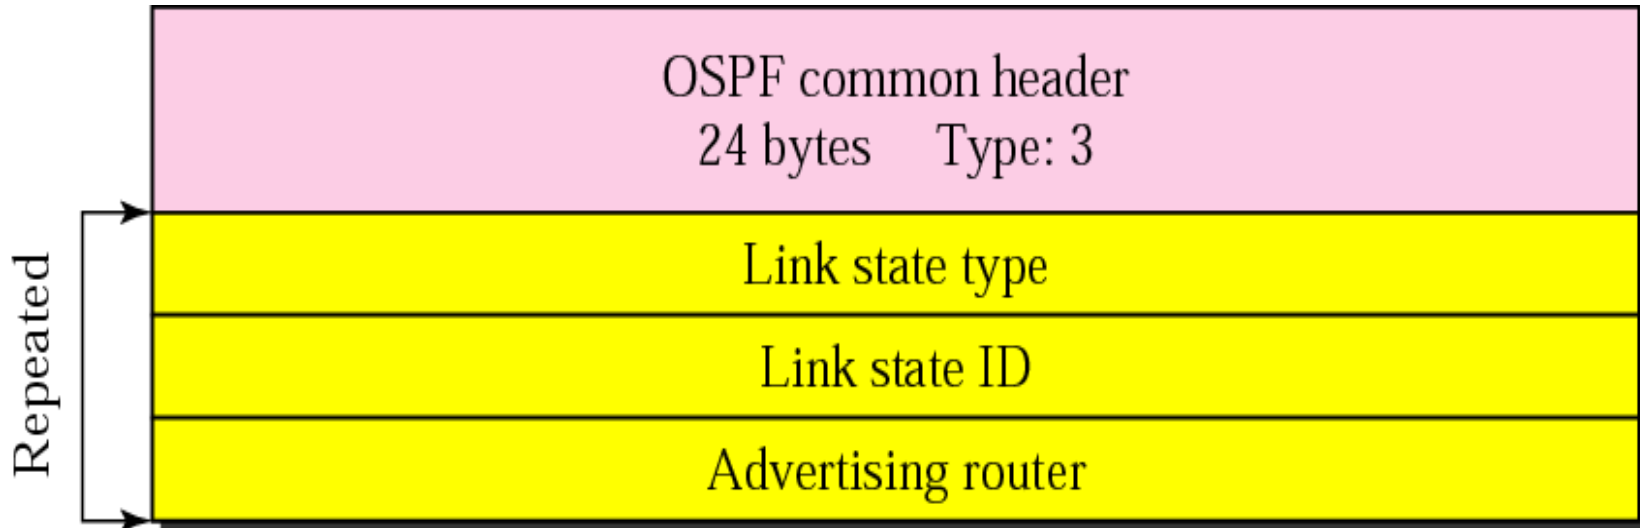 OSPF common header
24 bytes Type: 3
Repeated
Link state type
Link state ID
Advertising router